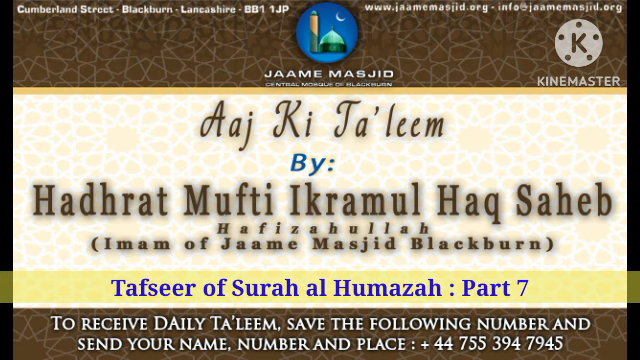 Cumberland Street - Blackburn - Lancashire - BB1 1JP
www.jaamemasjid.org - info@jaamemasjid.org
K
KINEMASTER
JAAME MASJID
CENTRAL MOSQUE OF BLACKBURN
Aaj Ki Ta'leem
By:
Hadhrat Mufti Ikramul Haq Saheb
Hafizahullah
(Imam of Jaame Masjid Blackburn)
Tafseer of Surah al Humazah : Part 7
To receive DAily Ta'leem, save the following number and
send your name, number and place : + 44 755 394 7945